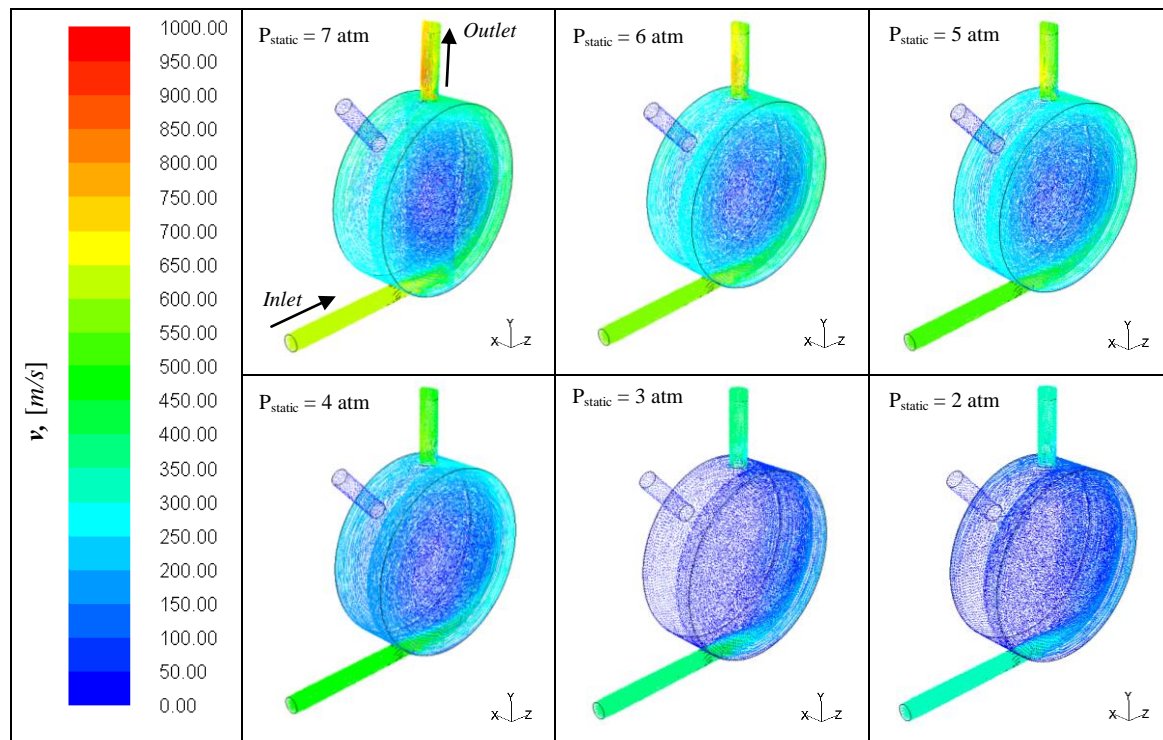 v, [m/s]
1000.00
950.00
900.00
850.00
800.00
750.00
700.00
650.00
600.00
550.00
500.00
450.00
400.00
350.00
300.00
250.00
200.00
150.00
100.00
50.00
0.00
Pstatic = 7 atm
Outlet
Inlet
Y
X Z
Pstatic = 6 atm
Y
X Z
Pstatic = 5 atm
Y
X Z
Pstatic = 4 atm
Y
X Z
Pstatic = 3 atm
Y
X Z
Pstatic = 2 atm
Y
X Z